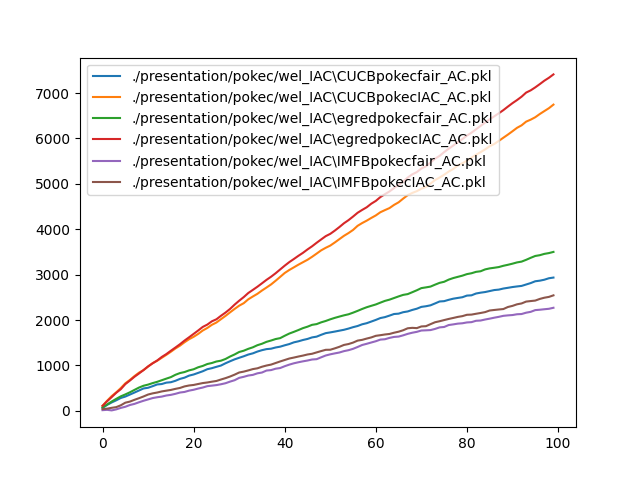 ./presentation/pokec/wel_IAC\CUCBpokecfair_AC.pkl
./presentation/pokec/wel_IAC\CUCBpokecIAC_AC.pkl
./presentation/pokec/wel_IAC\egredpokecfair_AC.pkl
./presentation/pokec/wel_IAC\egredpokecIAC_AC.pkl
./presentation/pokec/wel_IAC\IMFBpokecfair_AC.pkl
./presentation/pokec/wel_IAC\IMFBpokecIAC_AC.pkl
7000
6000
5000
4000
3000
2000
1000
0
0 20 40 60 80 100